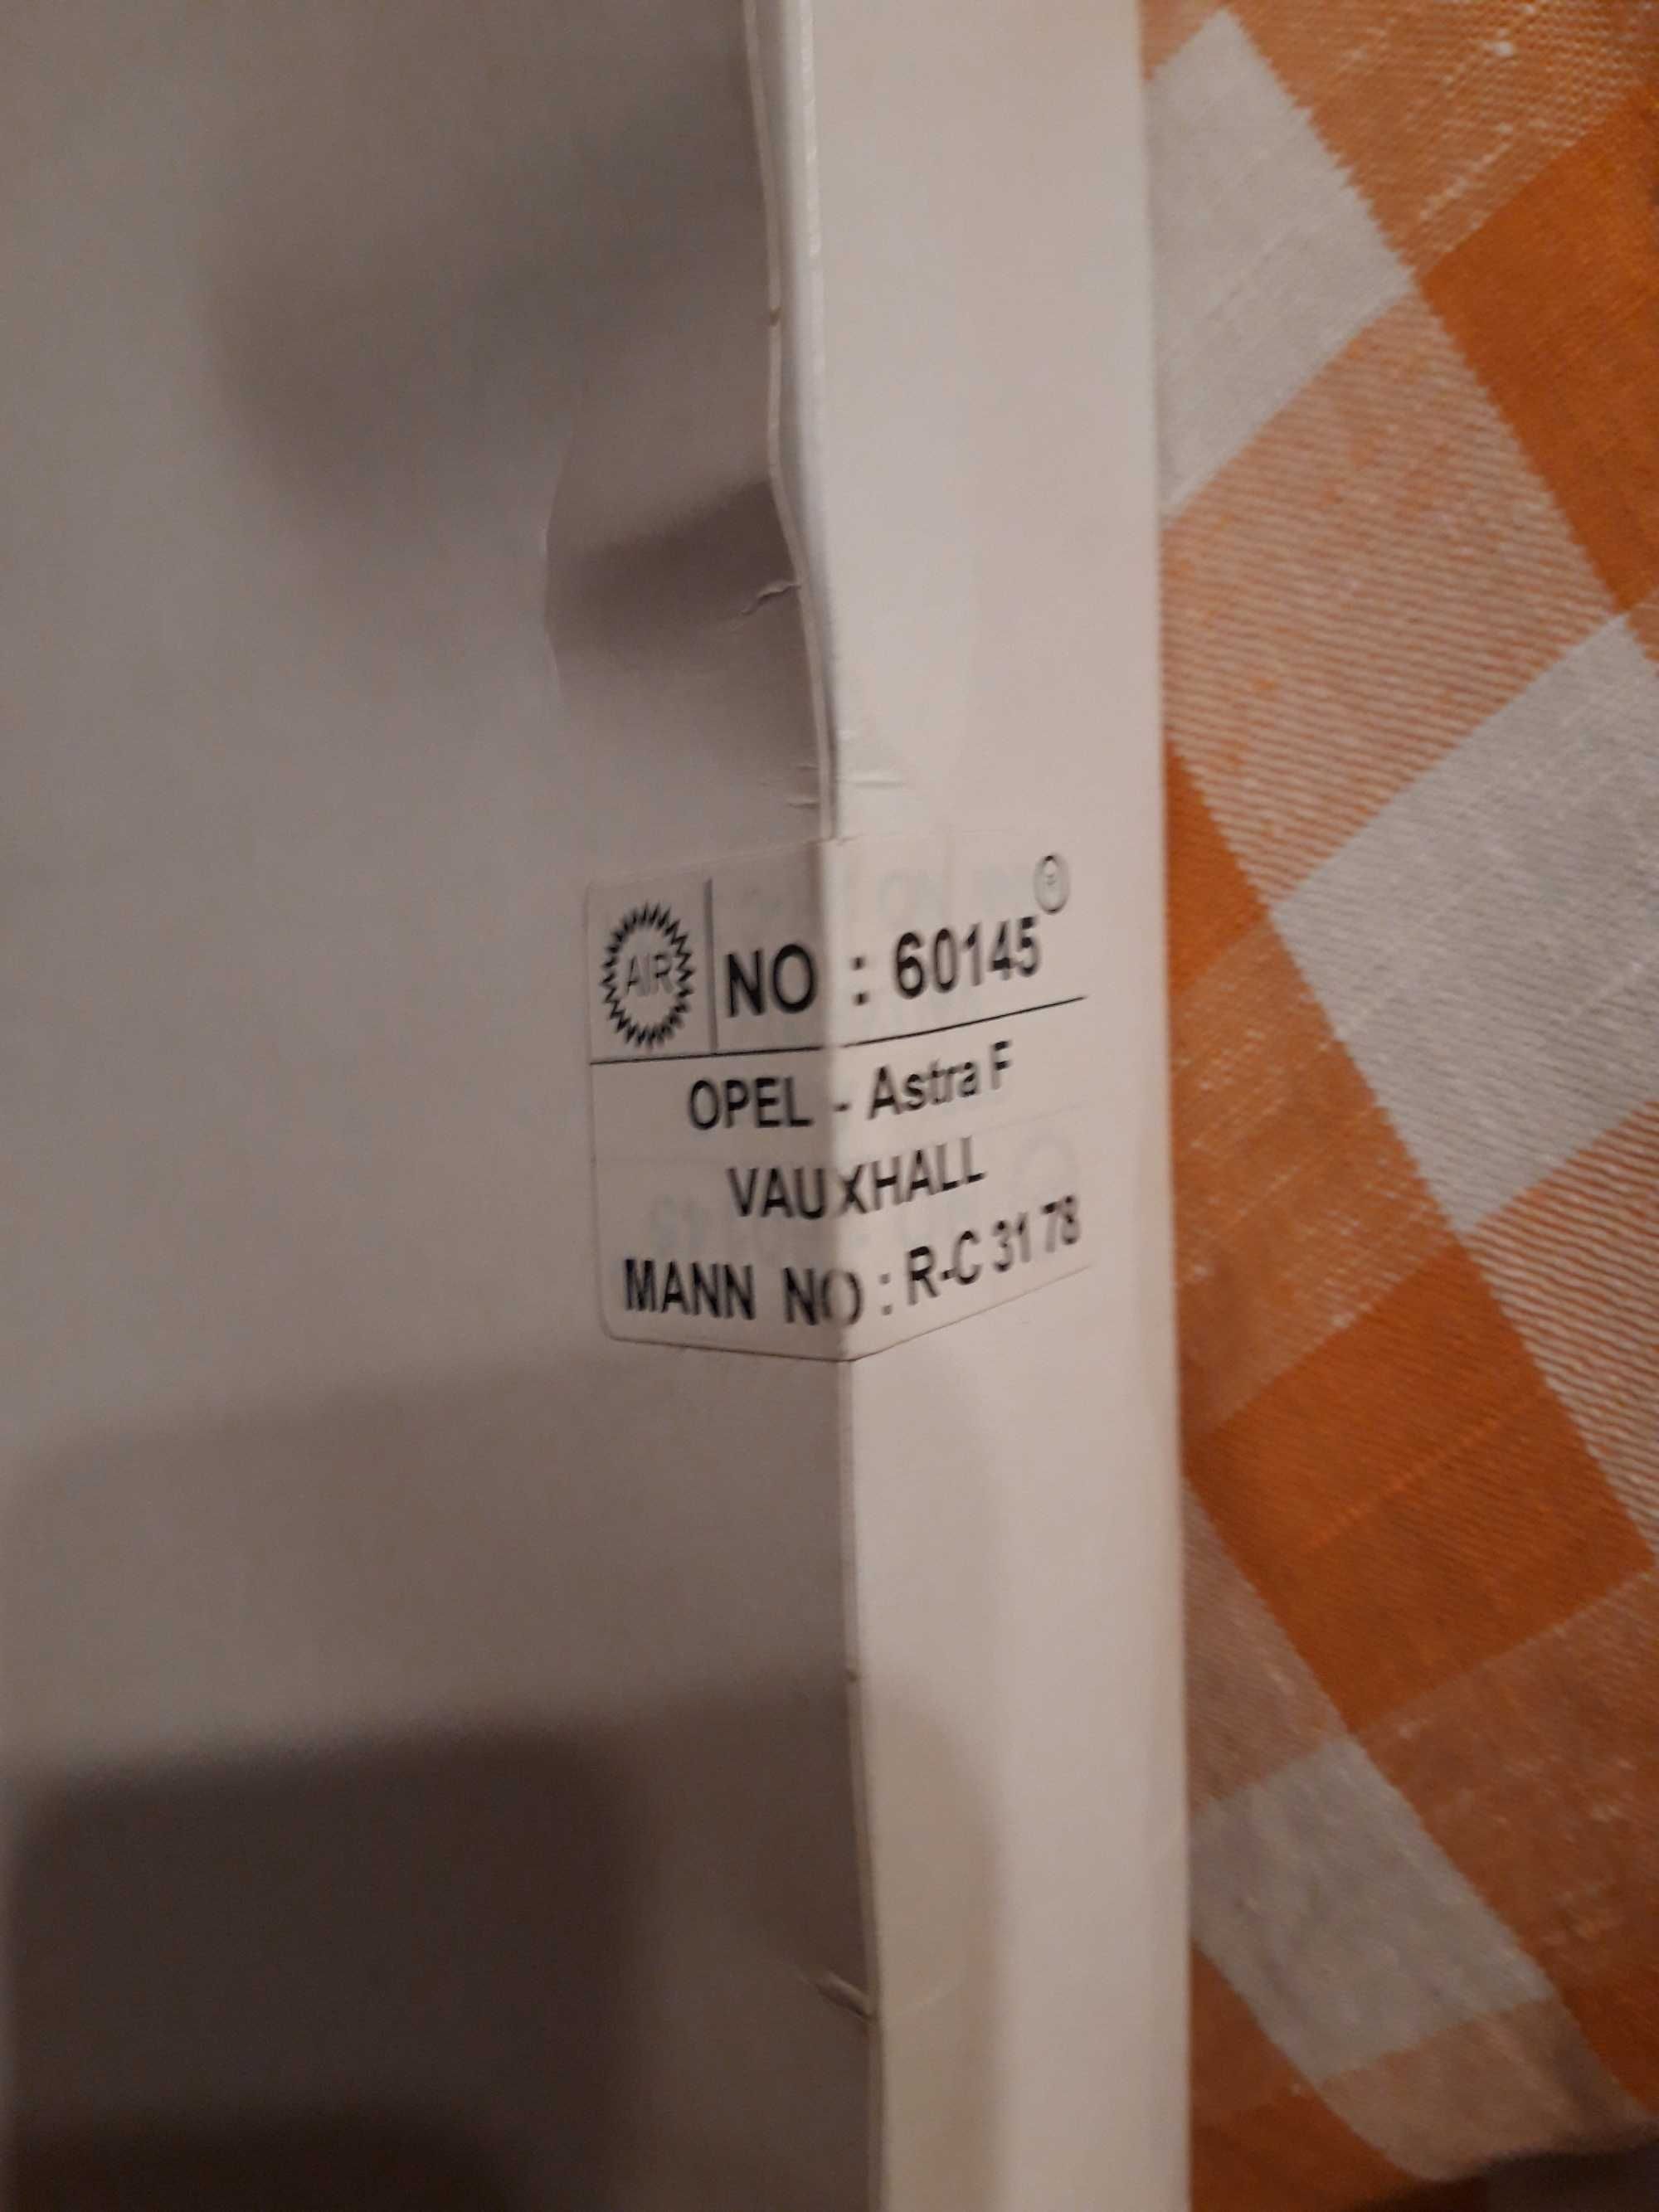 AIR NO : 60145 ®
OPEL - Astra F
VAUXHALL
MANN NO : R-C 31 78